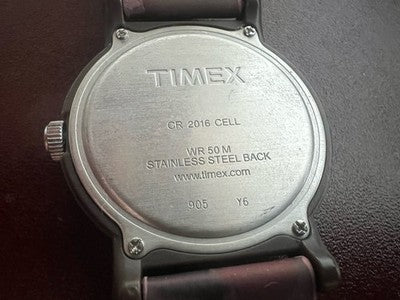 TIMEX
CR 2016 CELL
WR 50 M
STAINLESS STEEL BACK
www.timex.com
905 Y6